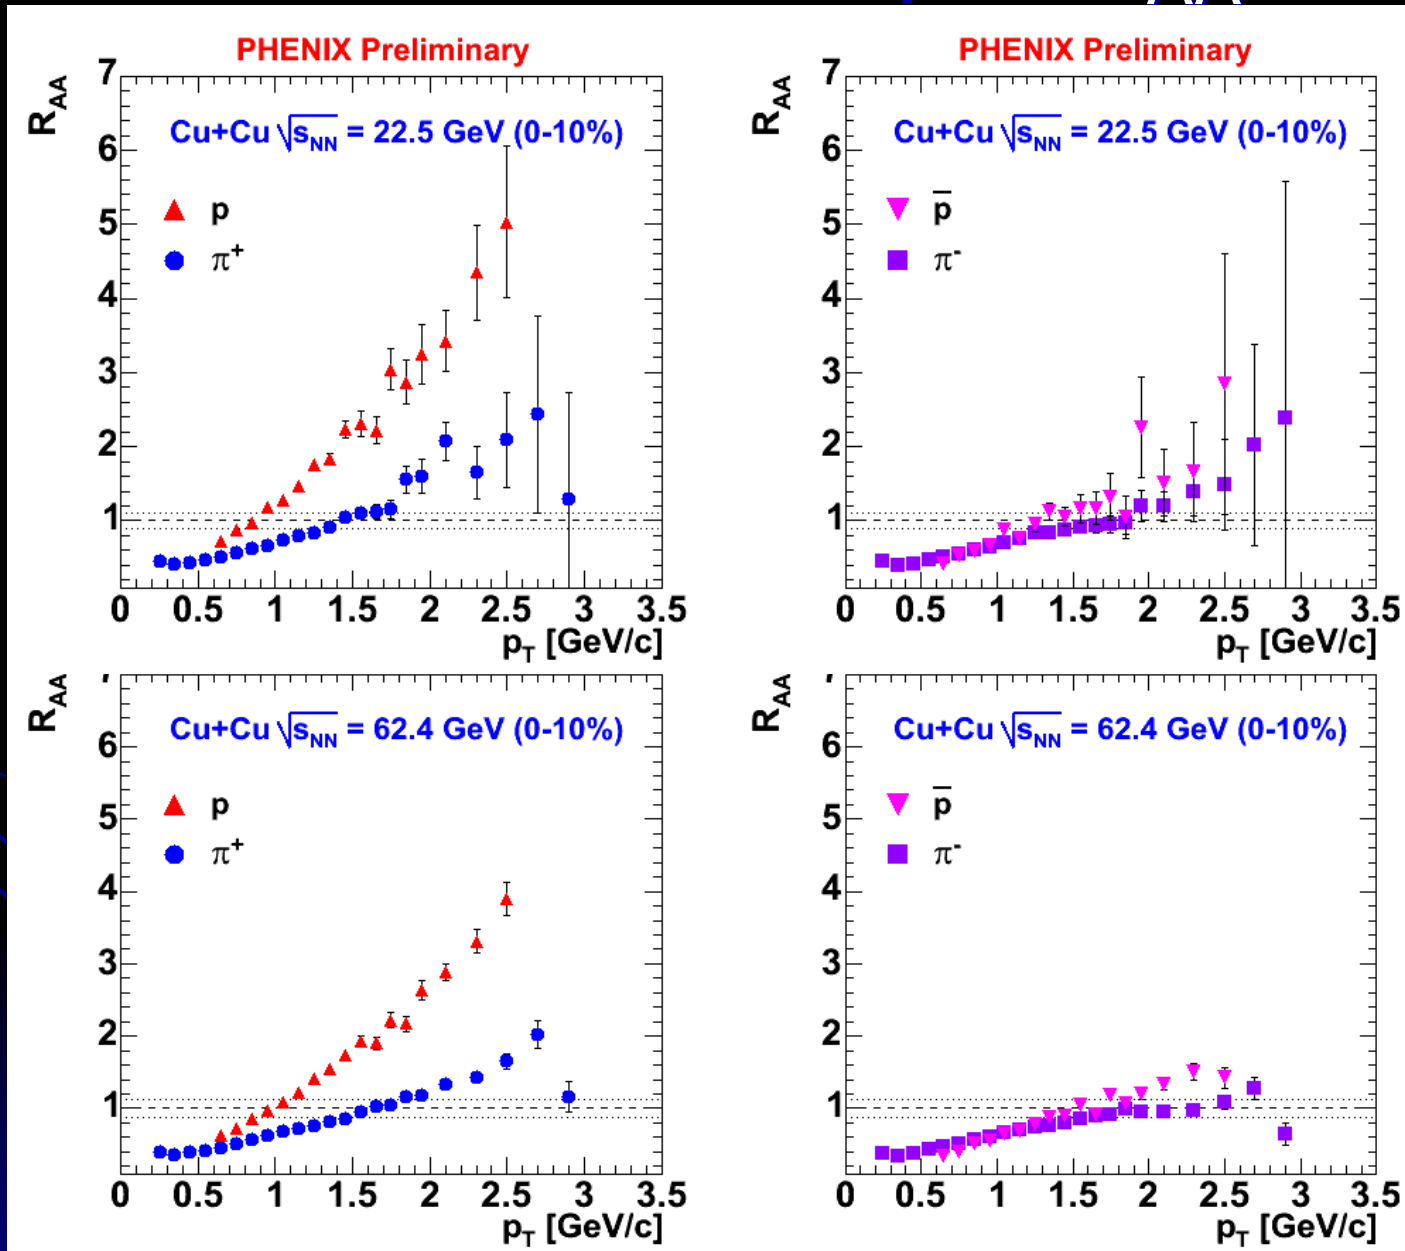 PHENIX Preliminary
R_AA
7
6
5
4
3
2
1
Cu+Cu √s_NN = 22.5 GeV (0-10%)
p
π⁺
0 0.5 1 1.5 2 2.5 3 3.5
p_T [GeV/c]
PHENIX Preliminary
R_AA
7
6
5
4
3
2
1
Cu+Cu √s_NN = 22.5 GeV (0-10%)
p̅
π⁻
0 0.5 1 1.5 2 2.5 3 3.5
p_T [GeV/c]
R_AA
6
5
4
3
2
1
Cu+Cu √s_NN = 62.4 GeV (0-10%)
p
π⁺
0 0.5 1 1.5 2 2.5 3 3.5
p_T [GeV/c]
R_AA
6
5
4
3
2
1
Cu+Cu √s_NN = 62.4 GeV (0-10%)
p̅
π⁻
0 0.5 1 1.5 2 2.5 3 3.5
p_T [GeV/c]